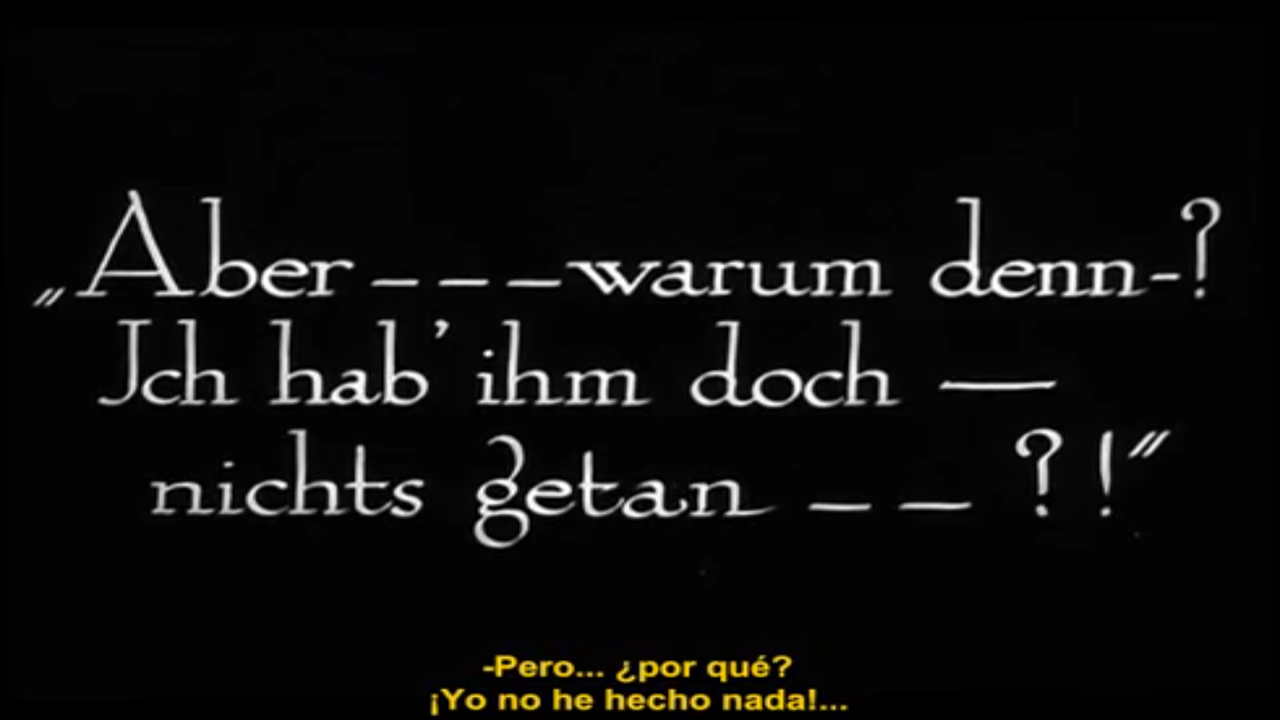 „Aber – – – warum denn-?
Jch hab' ihm doch —
nichts getan – – ? !"
-Pero... ¿por qué?
¡Yo no he hecho nada!...